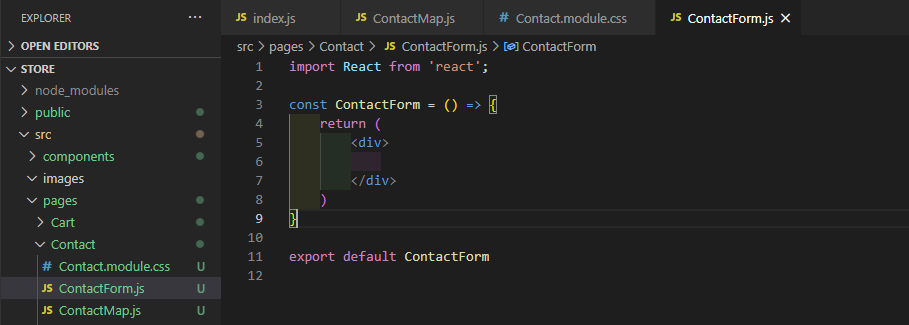 EXPLORER
OPEN EDITORS
STORE
node_modules
public
src
components
images
pages
Cart
Contact
# Contact.module.css U
JS ContactForm.js U
JS ContactMap.js U
JS index.js
JS ContactMap.js
# Contact.module.css
JS ContactForm.js
src > pages > Contact > JS ContactForm.js > ContactForm
1 import React from 'react';
2
3 const ContactForm = () => {
4 return (
5 <div>
6
7 </div>
8 )
9 }
10
11 export default ContactForm
12